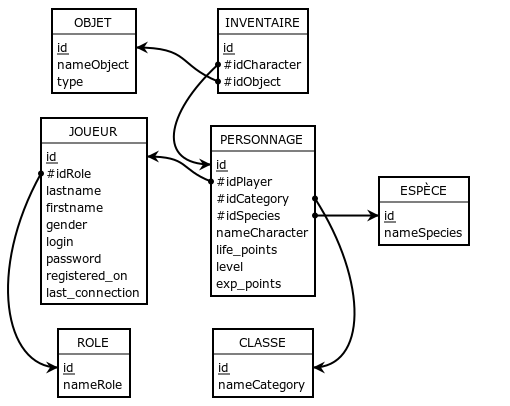 OBJET
id
nameObject
type
INVENTAIRE
id
#idCharacter
#idObject
JOUEUR
id
#idRole
lastname
firstname
gender
login
password
registered_on
last_connection
PERSONNAGE
id
#idPlayer
#idCategory
#idSpecies
nameCharacter
life_points
level
exp_points
ESPÈCE
id
nameSpecies
ROLE
id
nameRole
CLASSE
id
nameCategory